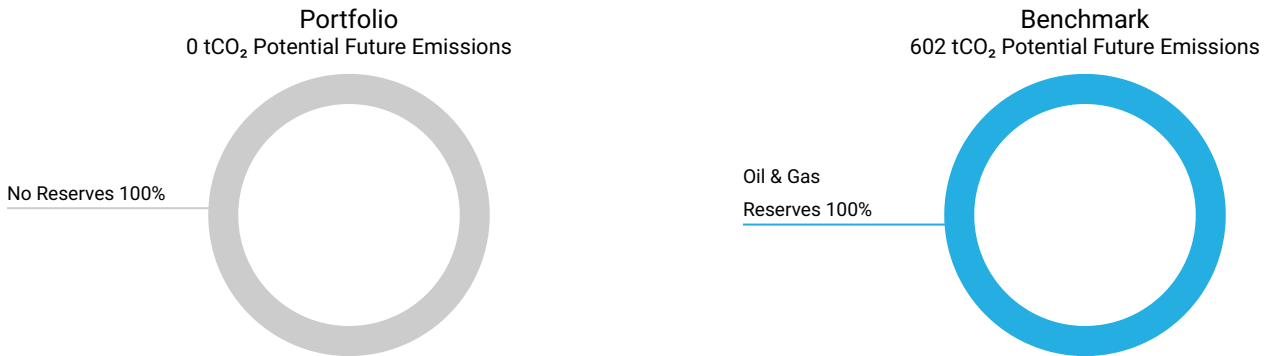 Portfolio
0 tCO₂ Potential Future Emissions
No Reserves 100%
Benchmark
602 tCO₂ Potential Future Emissions
Oil & Gas
Reserves 100%